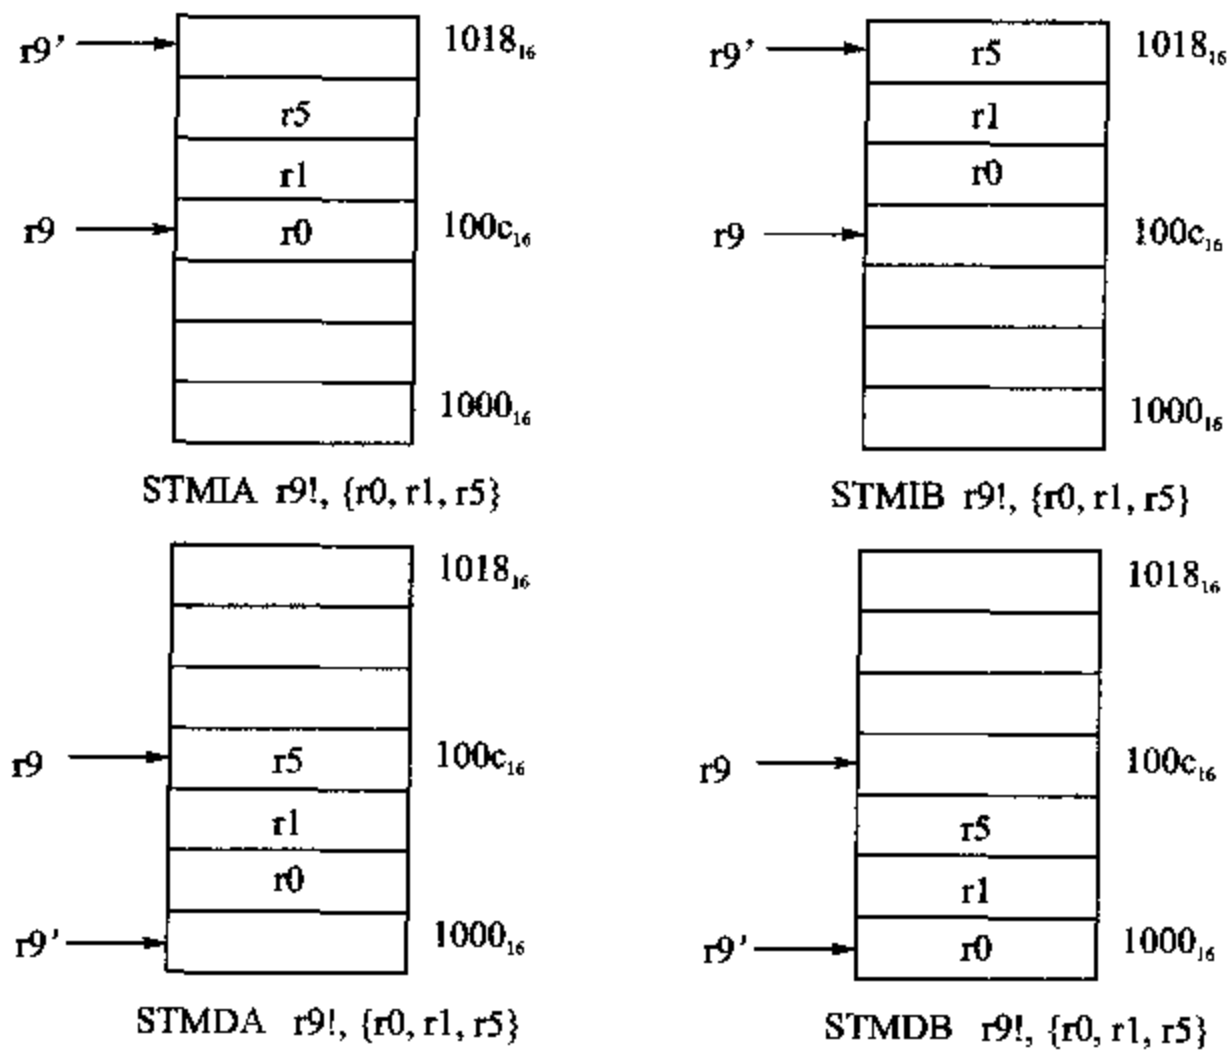 r9’ 1018₁₆
r5
r1
r9 r0 100c₁₆
1000₁₆
STMIA r9!, {r0, r1, r5}
r9’ r5 1018₁₆
r1
r0
r9 100c₁₆
1000₁₆
STMIB r9!, {r0, r1, r5}
1018₁₆
r9 r5 100c₁₆
r1
r0
r9’ 1000₁₆
STMDA r9!, {r0, r1, r5}
1018₁₆
r9 100c₁₆
r5
r1
r9’ r0 1000₁₆
STMDB r9!, {r0, r1, r5}